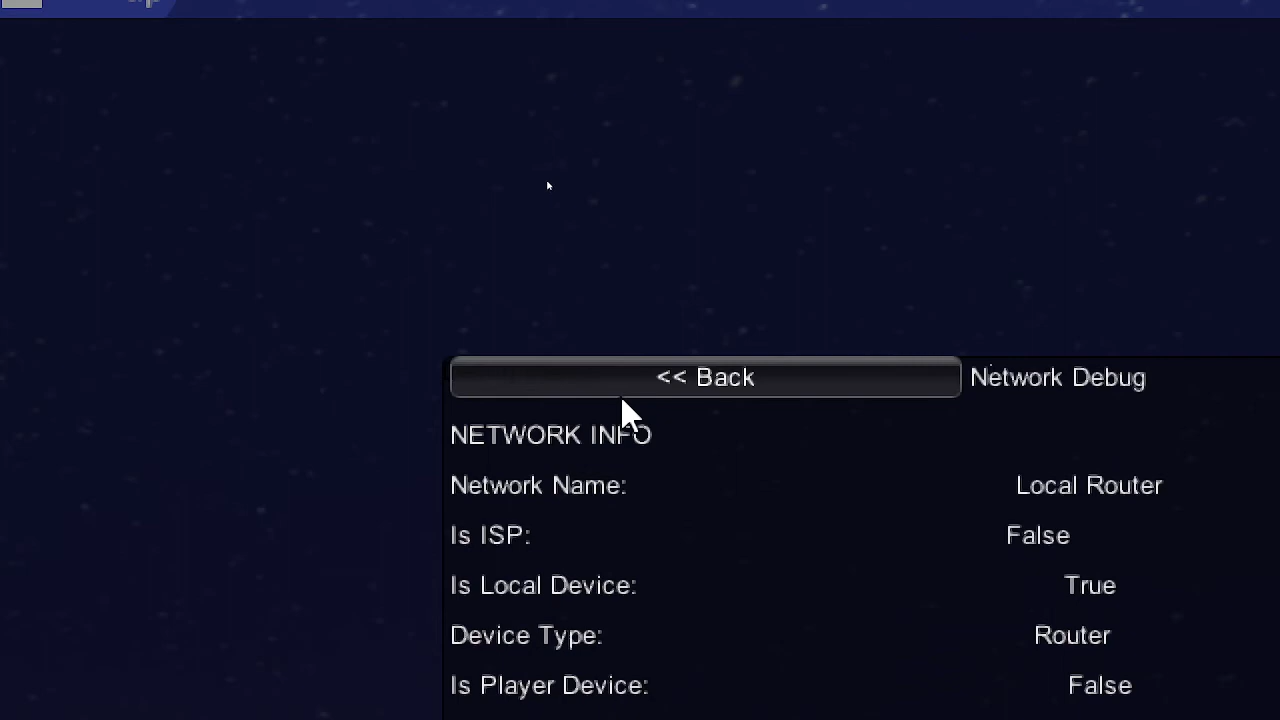 << Back Network Debug
NETWORK INFO
Network Name: Local Router
Is ISP: False
Is Local Device: True
Device Type: Router
Is Player Device: False